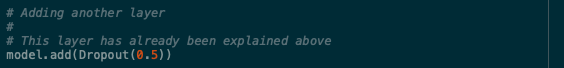 # Adding another layer
#
# This layer has already been explained above
model.add(Dropout(0.5))